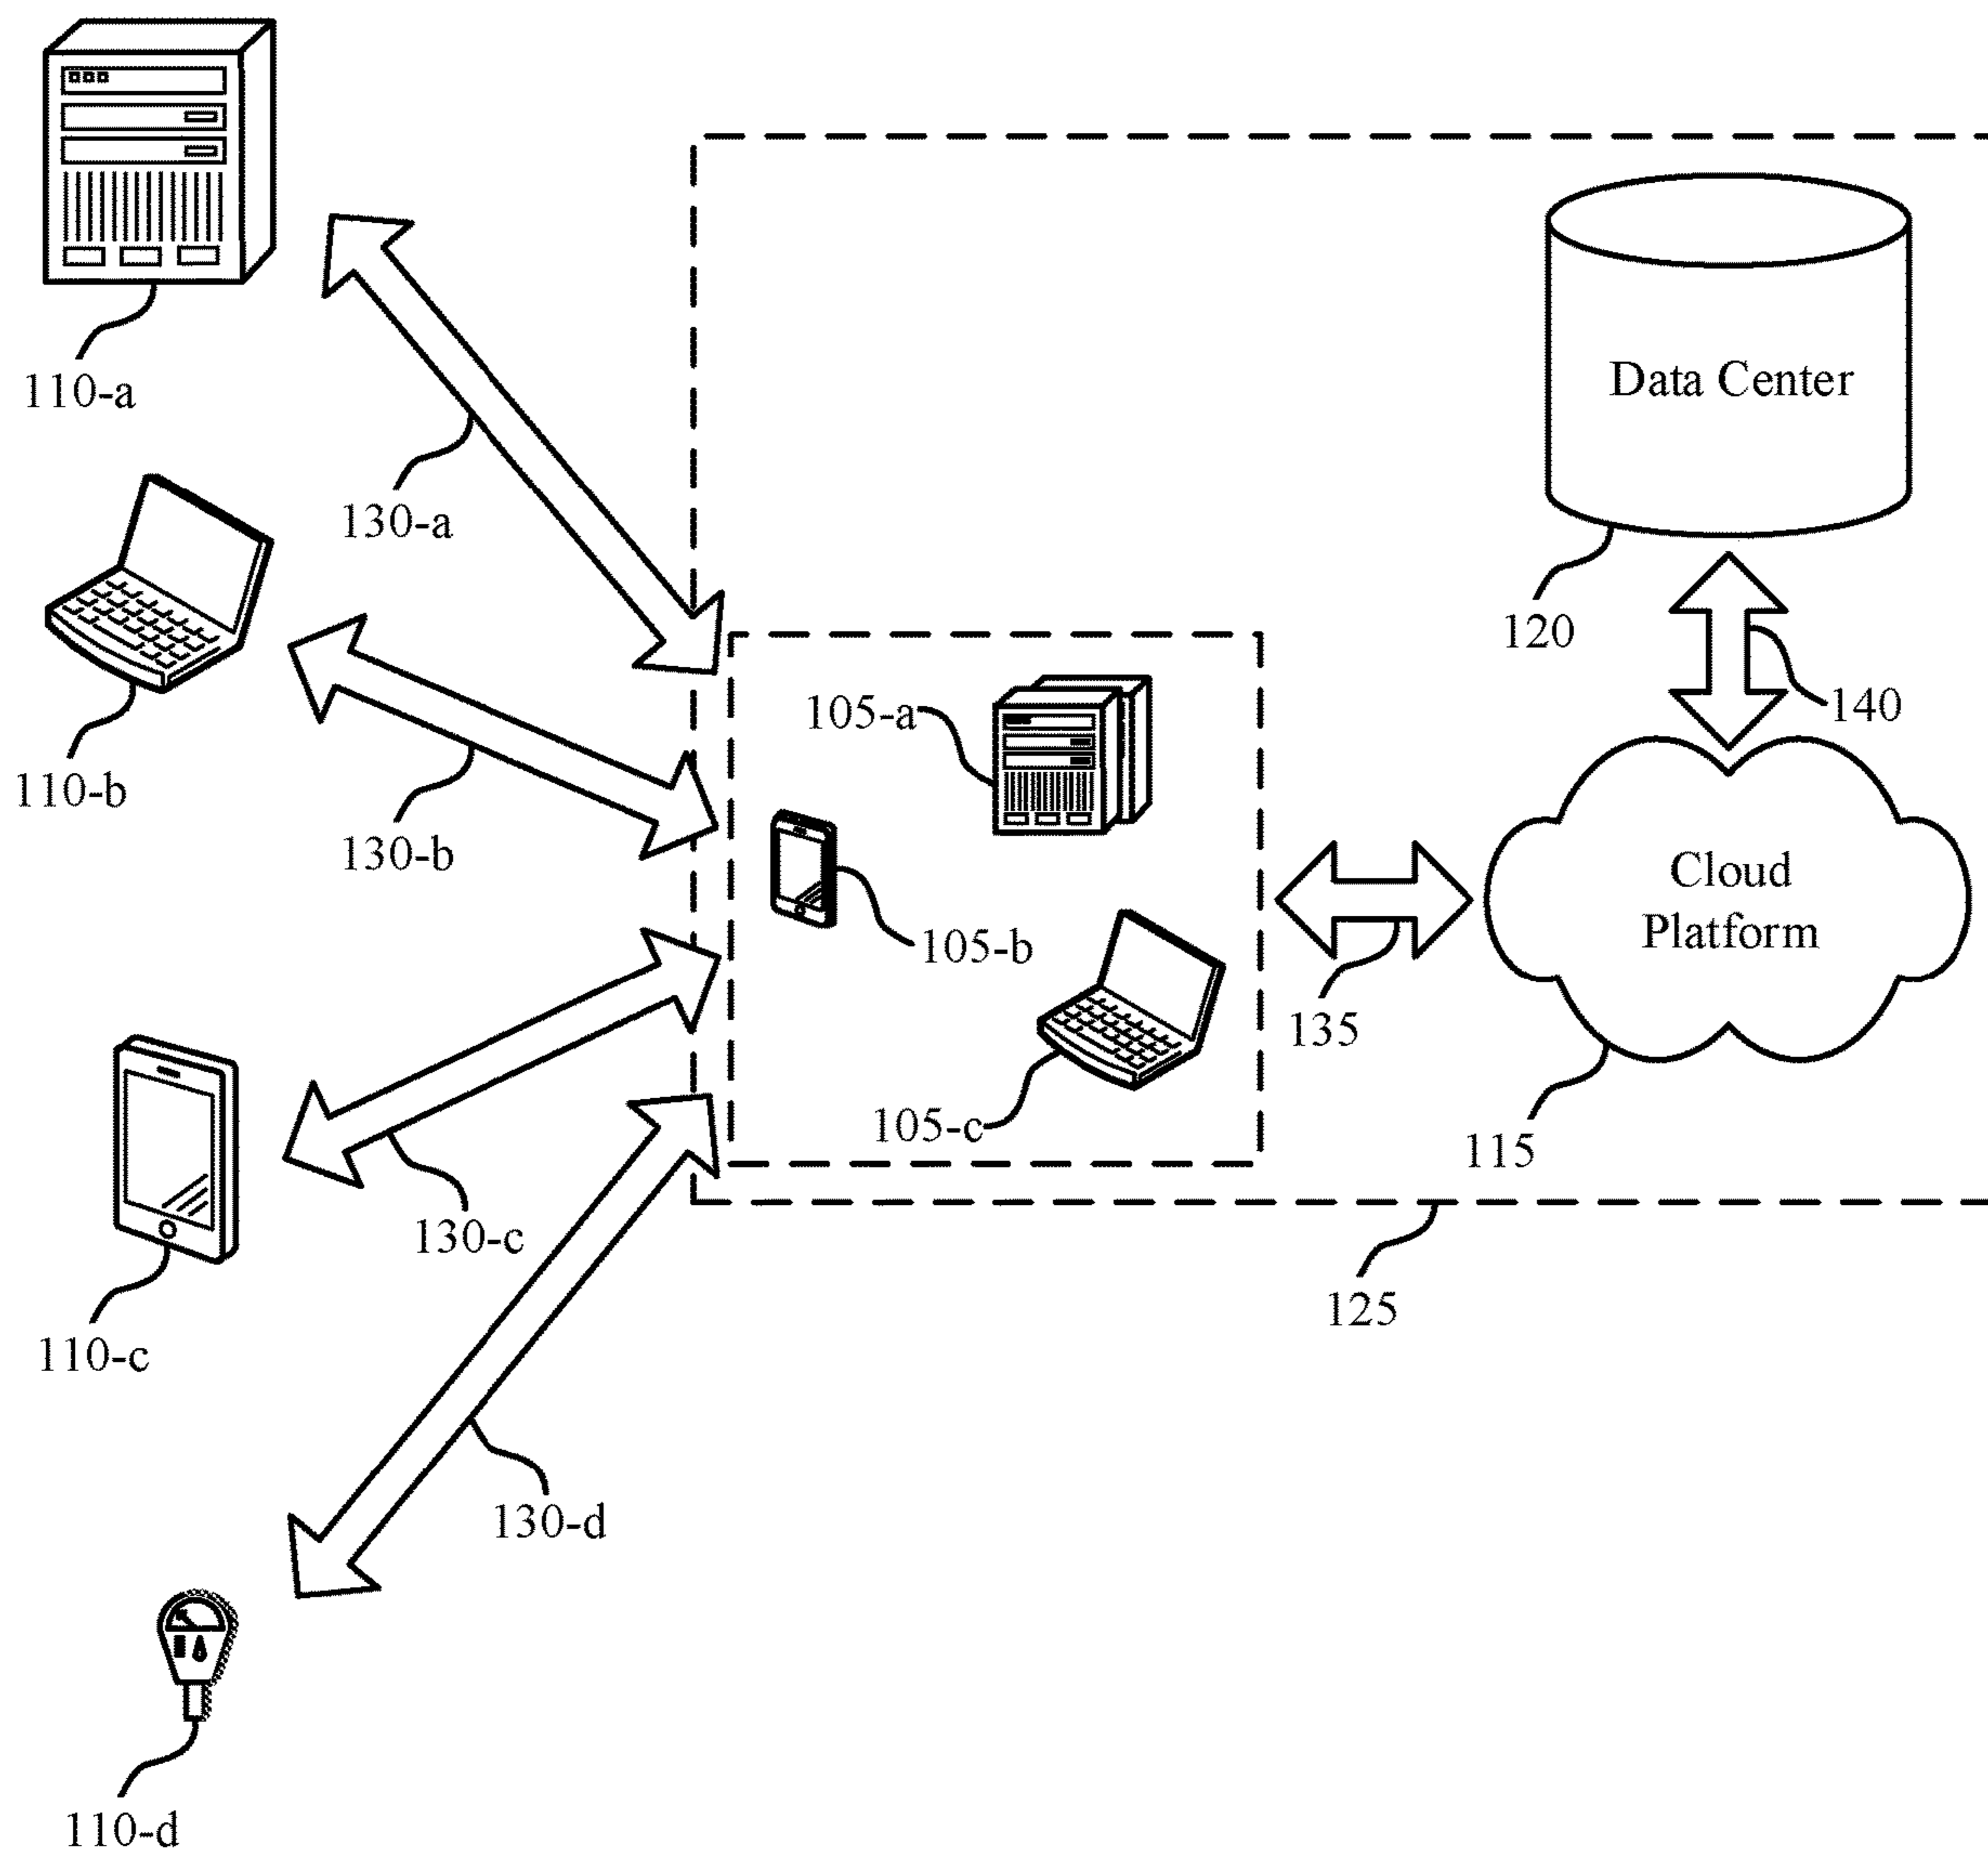 110-a
130-a
Data Center
120
110-b
130-b
105-a
140
105-b
Cloud
Platform
135
105-c
115
130-c
125
110-c
130-d
110-d